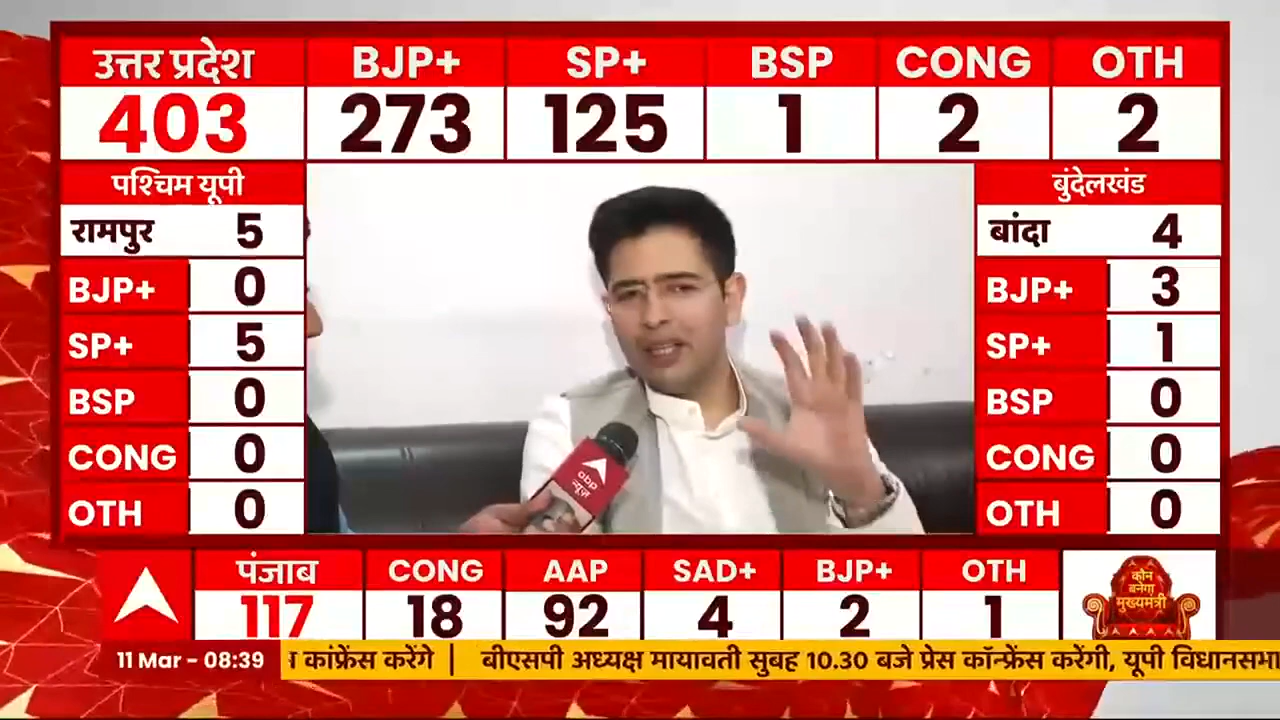 उत्तर प्रदेश BJP+ SP+ BSP CONG OTH
403 273 125 1 2 2
पश्चिम यूपी
रामपुर 5
BJP+ 0
SP+ 5
BSP 0
CONG 0
OTH 0
abp
न्यूज़
बुंदेलखंड
बांदा 4
BJP+ 3
SP+ 1
BSP 0
CONG 0
OTH 0
पंजाब CONG AAP SAD+ BJP+ OTH
117 18 92 4 2 1
कौन
बनेगा
मुख्यमंत्री
11 Mar - 08:39
कांफ्रेंस करेंगे | बीएसपी अध्यक्ष मायावती सुबह 10.30 बजे प्रेस कॉन्फ्रेंस करेंगी, यूपी विधानसभा